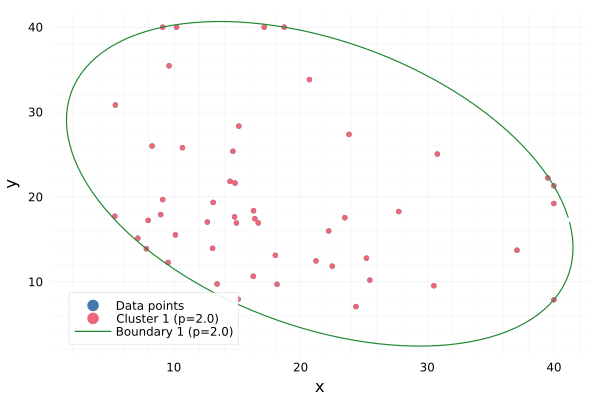 40
30
20
10
y
Data points
Cluster 1 (p=2.0)
Boundary 1 (p=2.0)
10 20 30 40
x